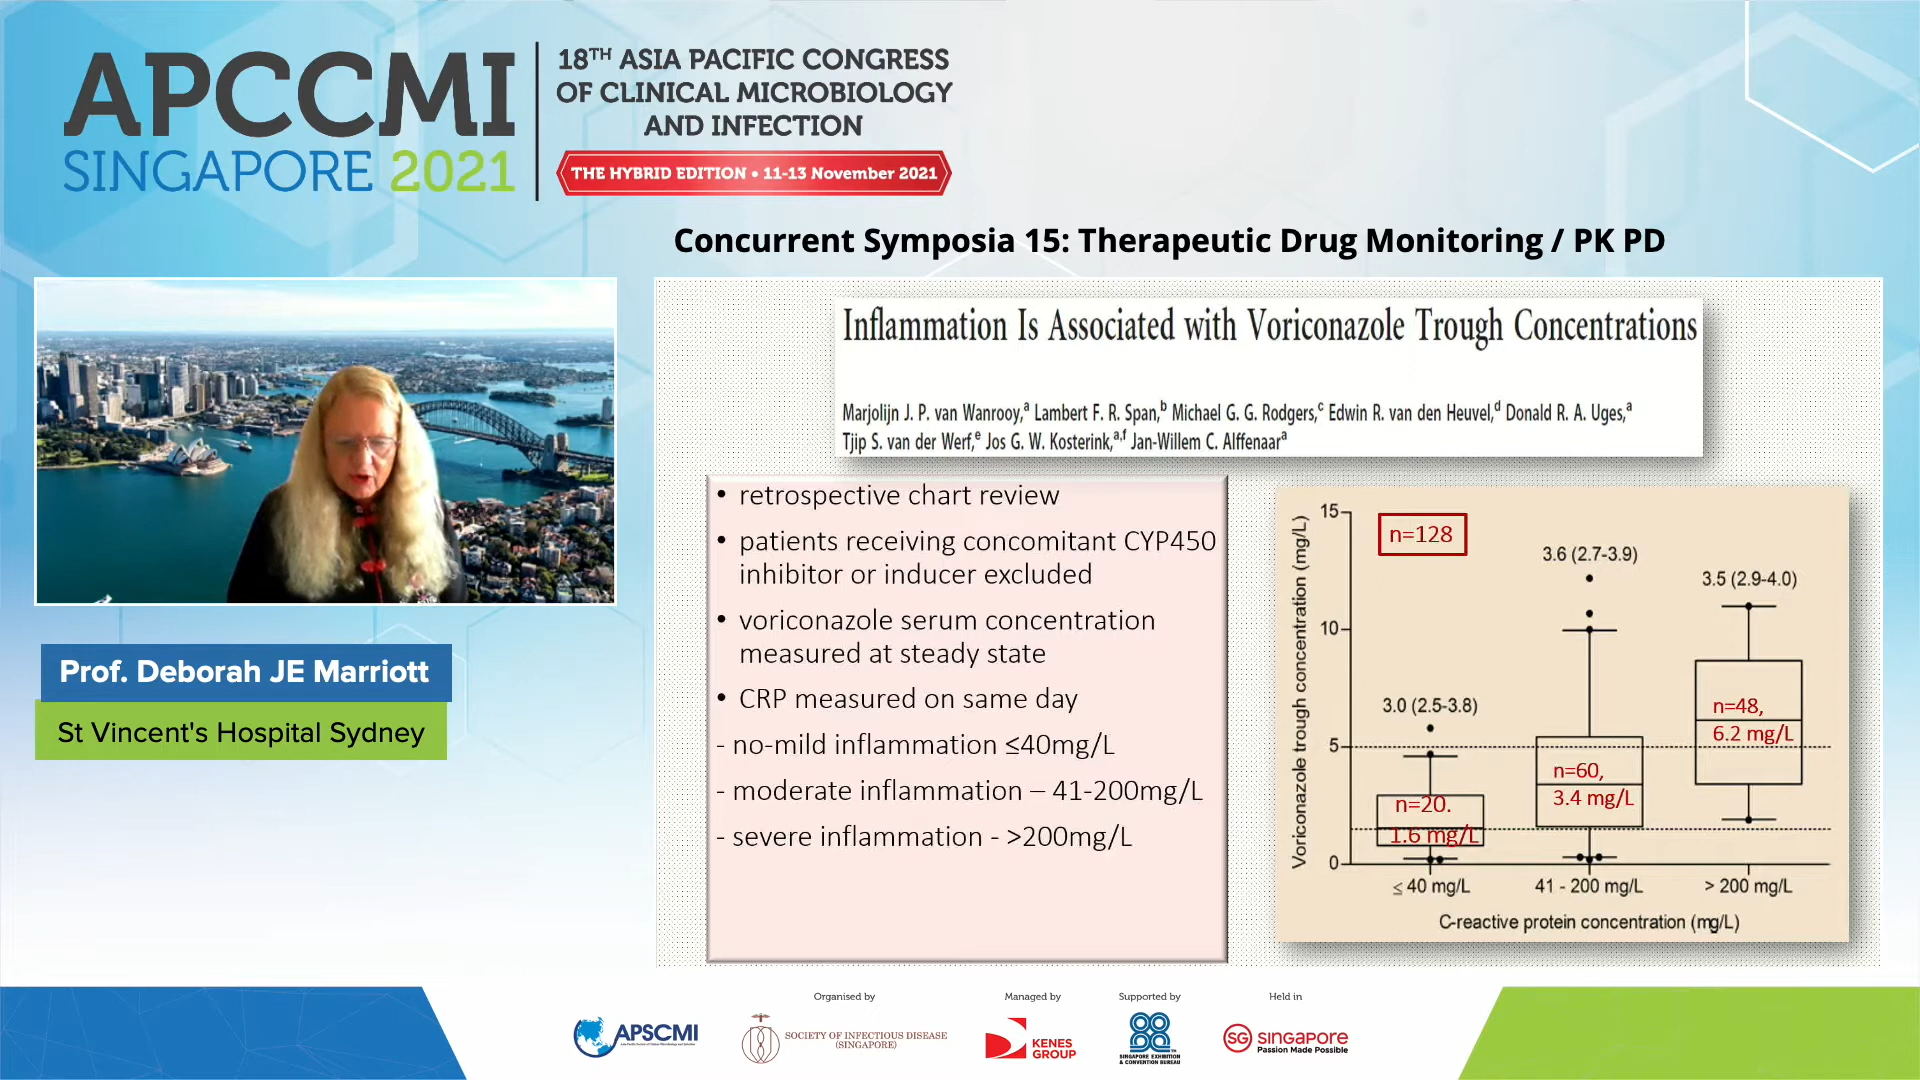 APCCMI
SINGAPORE 2021
18TH ASIA PACIFIC CONGRESS
OF CLINICAL MICROBIOLOGY
AND INFECTION
THE HYBRID EDITION • 11-13 November 2021
Concurrent Symposia 15: Therapeutic Drug Monitoring / PK PD
Prof. Deborah JE Marriott
St Vincent's Hospital Sydney
Inflammation Is Associated with Voriconazole Trough Concentrations
Marjolijn J. P. van Wanrooy,a Lambert F. R. Span,b Michael G. G. Rodgers,c Edwin R. van den Heuvel,d Donald R. A. Uges,a
Tjip S. van der Werf,e Jos G. W. Kosterink,a,f Jan-Willem C. Alffenaara
• retrospective chart review
• patients receiving concomitant CYP450
inhibitor or inducer excluded
• voriconazole serum concentration
measured at steady state
• CRP measured on same day
- no-mild inflammation ≤40mg/L
- moderate inflammation – 41-200mg/L
- severe inflammation - >200mg/L
Voriconazole trough concentration (mg/L)
15
10
5
0
n=128
3.0 (2.5-3.8)
3.6 (2.7-3.9)
3.5 (2.9-4.0)
n=20.
1.6 mg/L
n=60,
3.4 mg/L
n=48,
6.2 mg/L
≤ 40 mg/L
41 - 200 mg/L
> 200 mg/L
C-reactive protein concentration (mg/L)
Organised by
Managed by
Supported by
Held in
APSCMI
SOCIETY OF INFECTIOUS DISEASE
(SINGAPORE)
KENES
GROUP
SINGAPORE EXHIBITION
& CONVENTION BUREAU
SG
singapore
Passion Made Possible